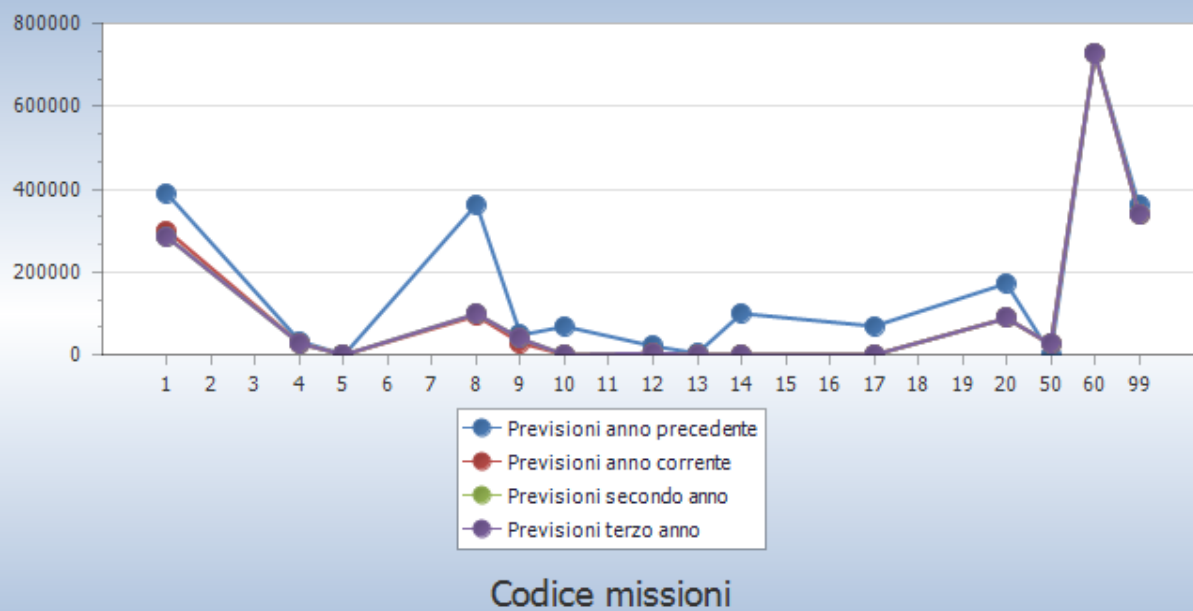 800000
600000
400000
200000
0
1 2 3 4 5 6 7 8 9 10 11 12 13 14 15 16 17 18 19 20 50 60 99
Previsioni anno precedente
Previsioni anno corrente
Previsioni secondo anno
Previsioni terzo anno
Codice missioni